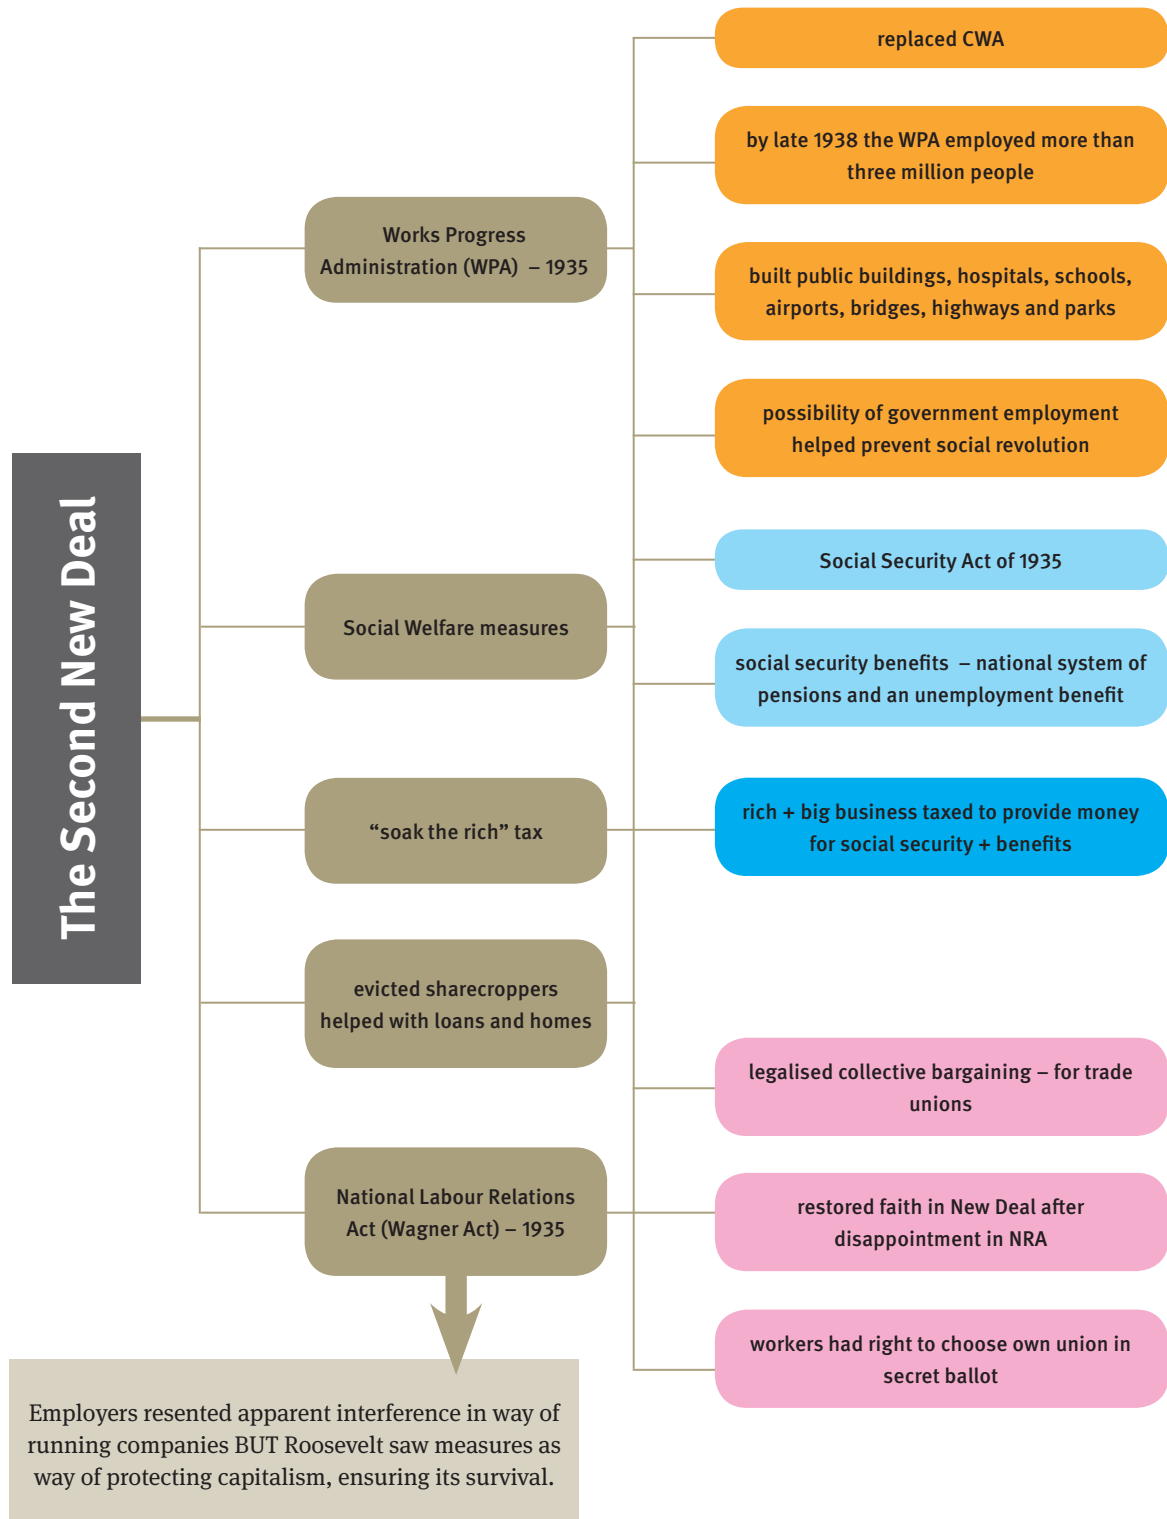 The Second New Deal
Works Progress
Administration (WPA) – 1935
replaced CWA
by late 1938 the WPA employed more than
three million people
built public buildings, hospitals, schools,
airports, bridges, highways and parks
possibility of government employment
helped prevent social revolution
Social Welfare measures
Social Security Act of 1935
social security benefits – national system of
pensions and an unemployment benefit
“soak the rich” tax
rich + big business taxed to provide money
for social security + benefits
evicted sharecroppers
helped with loans and homes
National Labour Relations
Act (Wagner Act) – 1935
legalised collective bargaining – for trade
unions
restored faith in New Deal after
disappointment in NRA
workers had right to choose own union in
secret ballot
Employers resented apparent interference in way of
running companies BUT Roosevelt saw measures as
way of protecting capitalism, ensuring its survival.